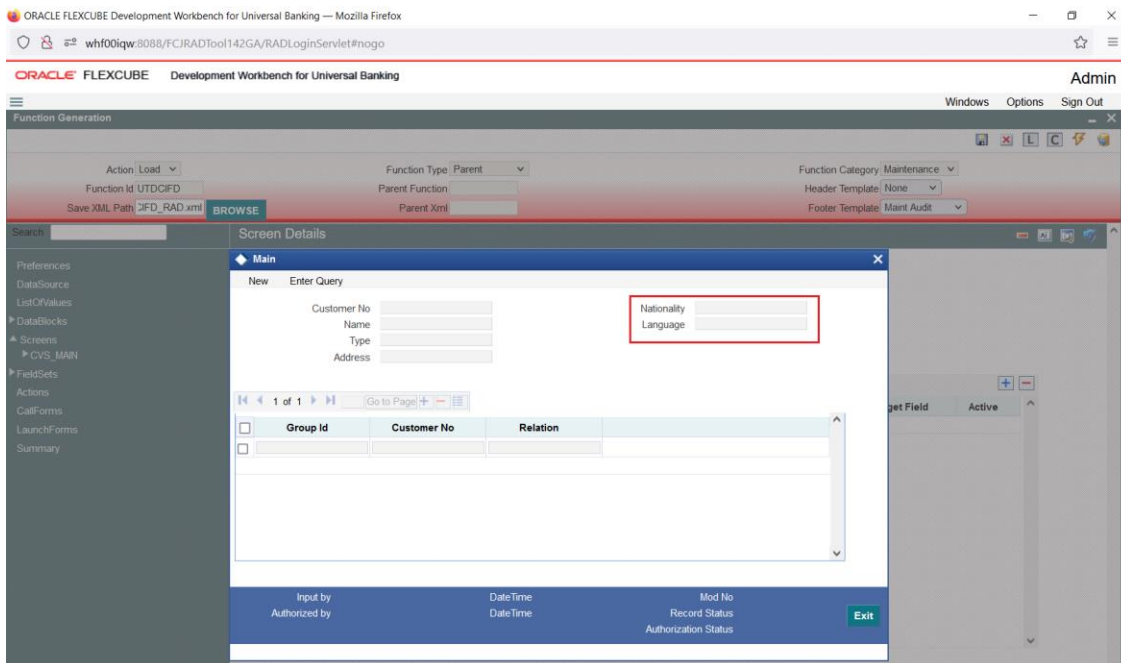 ORACLE FLEXCUBE Development Workbench for Universal Banking — Mozilla Firefox
whf00iqw:8088/FCJRADTool142GA/RADLoginServlet#nogo
ORACLE FLEXCUBE Development Workbench for Universal Banking
Admin
Windows Options Sign Out
Function Generation
L C
Action Load Function Type Parent Function Category Maintenance
Function Id UTDCIFD Parent Function Header Template None
Save XML Path CIFD_RAD.xml BROWSE Parent Xml Footer Template Maint Audit
Search Screen Details
Main
New Enter Query
Customer No Nationality
Name Language
Type
Address
Preferences
DataSource
ListOfValues
DataBlocks
Screens
CVS_MAIN
FieldSets
Actions
CallForms
LaunchForms
Summary
1 of 1 Go to Page
Group Id Customer No Relation
get Field Active
Input by DateTime Mod No
Authorized by DateTime Record Status
Authorization Status
Exit